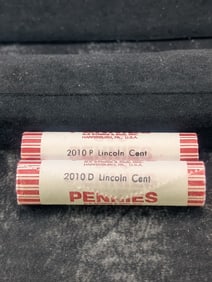 HARRISBURG, PA., U.S.A.
2010 P Lincoln Cent
2010 D Lincoln Cent
PENNIES